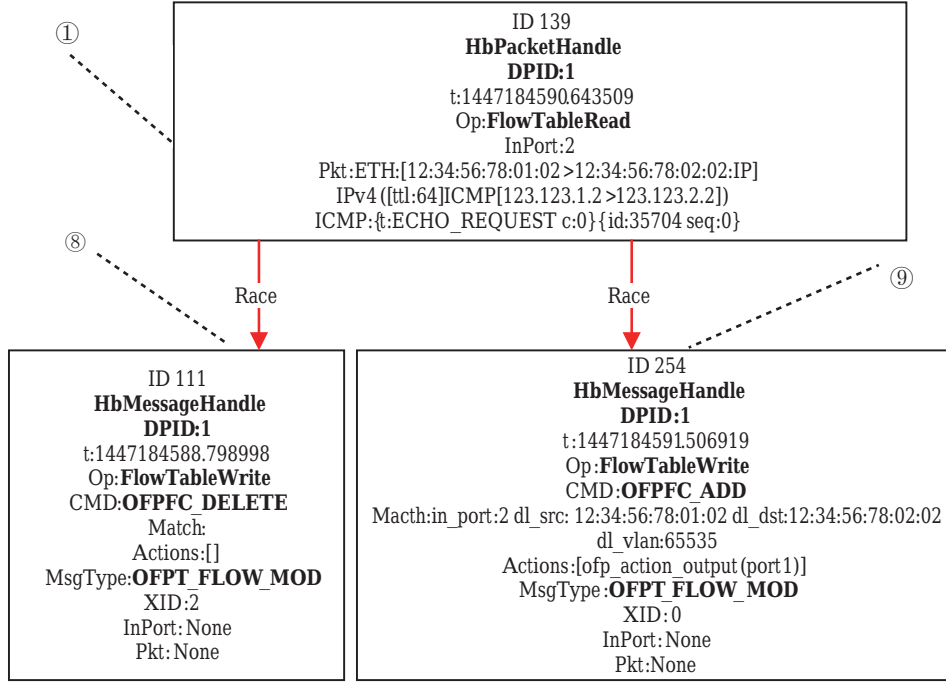 ①
ID 139
HbPacketHandle
DPID:1
t:1447184590.643509
Op:FlowTableRead
InPort:2
Pkt:ETH:[12:34:56:78:01:02>12:34:56:78:02:02:IP]
IPv4([ttl:64]ICMP[123.123.1.2>123.123.2.2])
ICMP:{t:ECHO_REQUEST c:0}{id:35704 seq:0}
⑧
⑨
Race
Race
ID 111
HbMessageHandle
DPID:1
t:1447184588.798998
Op:FlowTableWrite
CMD:OFPFC_DELETE
Match:
Actions:[]
MsgType:OFPT_FLOW_MOD
XID:2
InPort:None
Pkt:None
ID 254
HbMessageHandle
DPID:1
t:1447184591.506919
Op:FlowTableWrite
CMD:OFPFC_ADD
Macth:in_port:2 dl_src: 12:34:56:78:01:02 dl_dst:12:34:56:78:02:02
dl_vlan:65535
Actions:[ofp_action_output(port1)]
MsgType:OFPT_FLOW_MOD
XID:0
InPort:None
Pkt:None